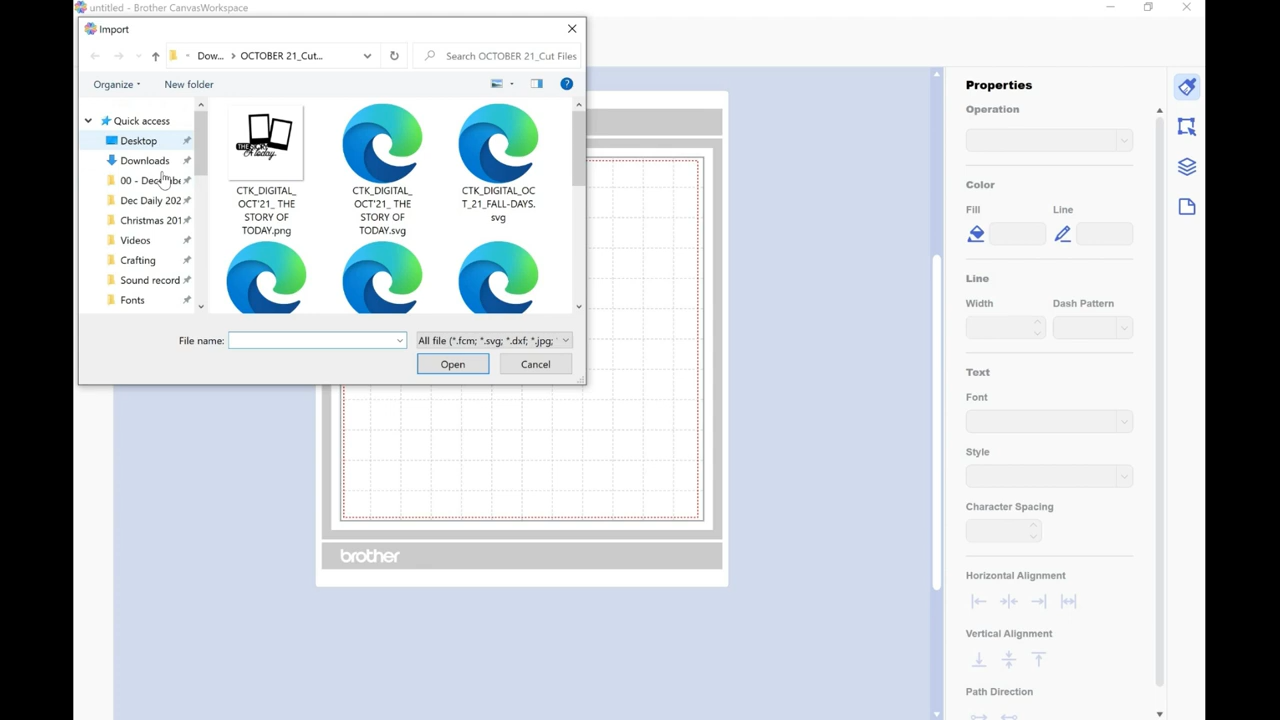 untitled - Brother CanvasWorkspace
Import
Dow... > OCTOBER 21_Cut...
Search OCTOBER 21_Cut Files
Organize
New folder
Quick access
Desktop
Downloads
00 - December
Dec Daily 202
Christmas 201
Videos
Crafting
Sound record
Fonts
CTK_DIGITAL_
OCT'21_ THE
STORY OF
TODAY.png
CTK_DIGITAL_
OCT'21_ THE
STORY OF
TODAY.svg
CTK_DIGITAL_OC
T_21_FALL-DAYS.
svg
File name:
All file (*.fcm; *.svg; *.dxf; *.jpg;
Open
Cancel
brother
Properties
Operation
Color
Fill
Line
Line
Width
Dash Pattern
Text
Font
Style
Character Spacing
Horizontal Alignment
Vertical Alignment
Path Direction